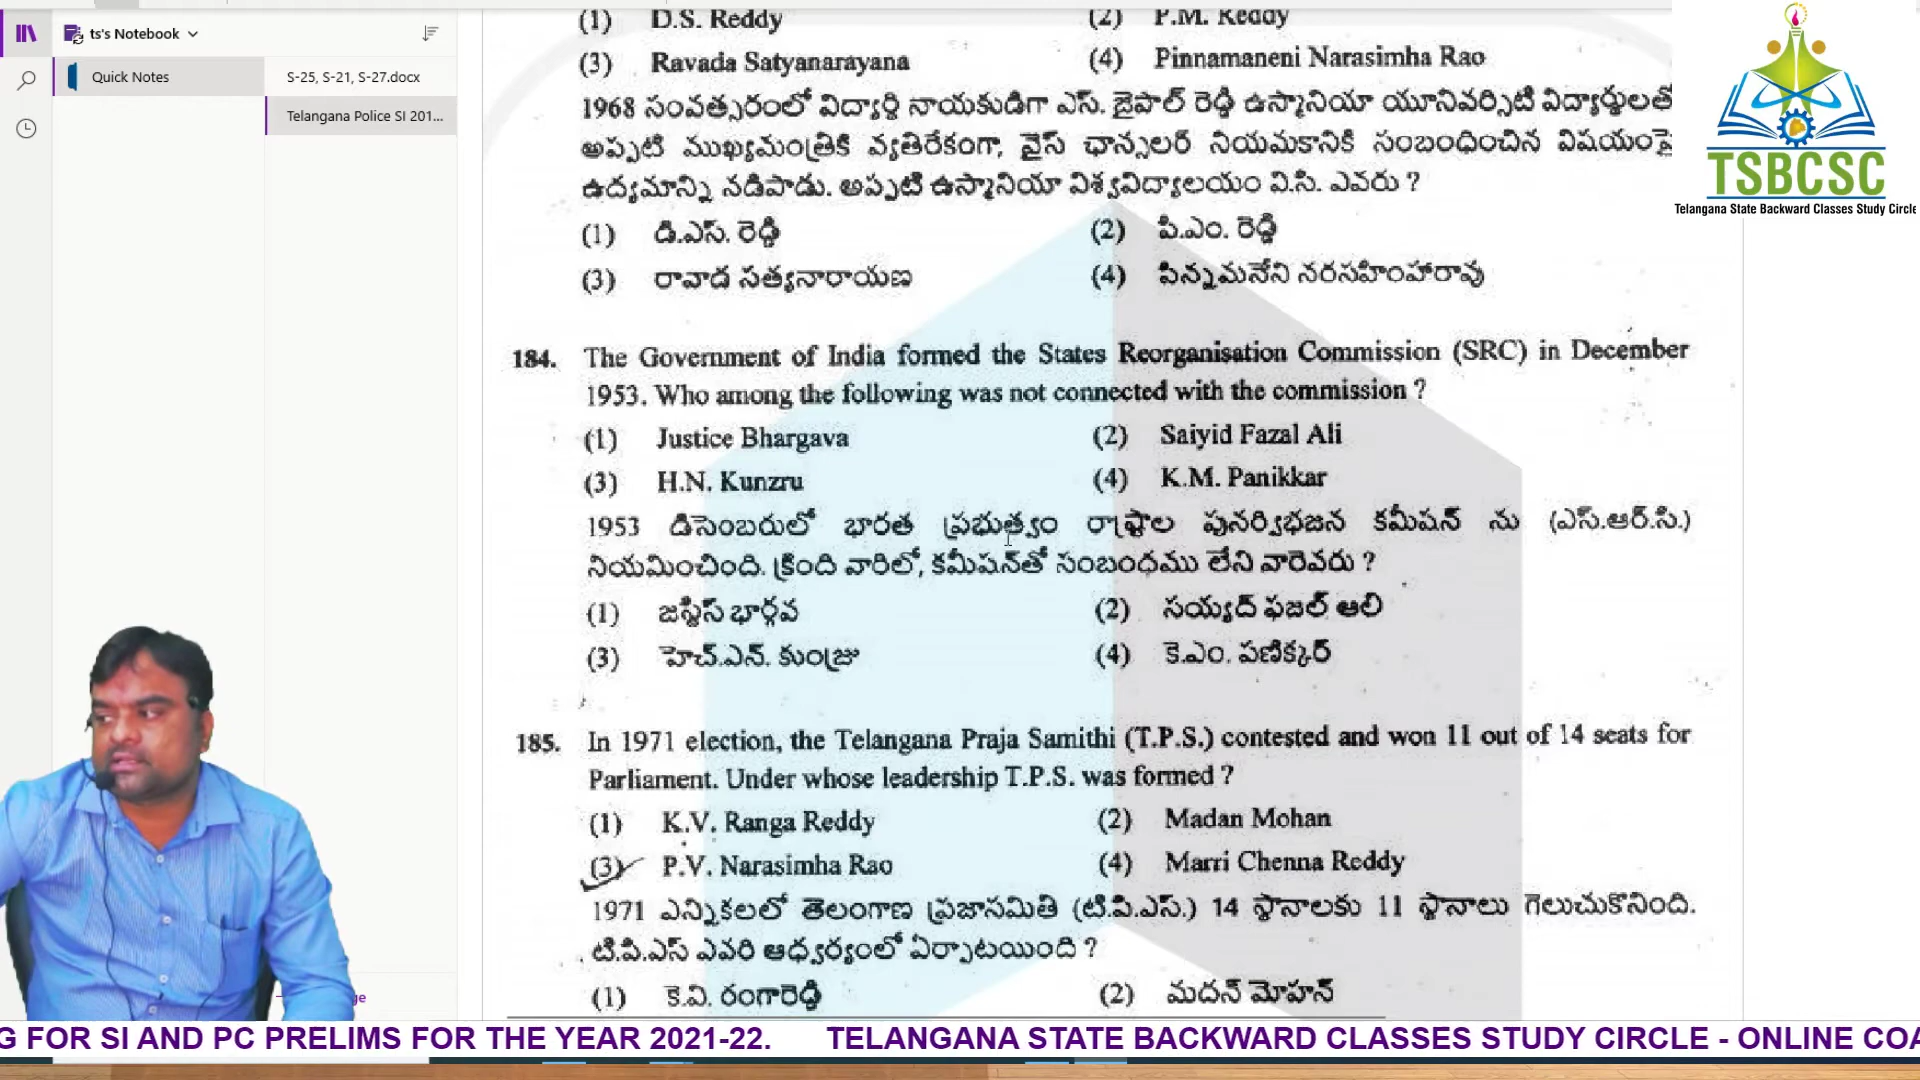 ts's Notebook
Quick Notes
S-25, S-21, S-27.docx
Telangana Police SI 201...
(1) D.S. Reddy (2) P.M. Reddy
(3) Ravada Satyanarayana (4) Pinnamaneni Narasimha Rao
1968 సంవత్సరంలో విద్యార్థి నాయకుడిగా ఎస్. జైపాల్ రెడ్డి ఉస్మానియా యూనివర్సిటి విద్యార్థులతో
అప్పటి ముఖ్యమంత్రికి వ్యతిరేకంగా, వైస్ ఛాన్సలర్ నియమకానికి సంబంధించిన విషయంపై
ఉద్యమాన్ని నడిపాడు. అప్పటి ఉస్మానియా విశ్వవిద్యాలయం వి.సి. ఎవరు ?
(1) డి.ఎస్. రెడ్డి (2) పి.ఎం. రెడ్డి
(3) రావాడ సత్యనారాయణ (4) పిన్నమనేని నరసహింహారావు
184. The Government of India formed the States Reorganisation Commission (SRC) in December
1953. Who among the following was not connected with the commission ?
(1) Justice Bhargava (2) Saiyid Fazal Ali
(3) H.N. Kunzru (4) K.M. Panikkar
1953 డిసెంబరులో భారత ప్రభుత్వం రాష్ట్రాల పునర్విభజన కమీషన్ ను (ఎస్.ఆర్.సి.)
నియమించింది. క్రింది వారిలో, కమీషన్‌తో సంబంధము లేని వారెవరు ?
(1) జస్టిస్ భార్గవ (2) సయ్యద్ ఫజల్ ఆలి
(3) హెచ్.ఎన్. కుంజ్రు (4) కె.ఎం. పణిక్కర్
185. In 1971 election, the Telangana Praja Samithi (T.P.S.) contested and won 11 out of 14 seats for
Parliament. Under whose leadership T.P.S. was formed ?
(1) K.V. Ranga Reddy (2) Madan Mohan
(3) P.V. Narasimha Rao (4) Marri Chenna Reddy
1971 ఎన్నికలలో తెలంగాణ ప్రజాసమితి (టి.పి.ఎస్.) 14 స్థానాలకు 11 స్థానాలు గెలుచుకొనింది.
టి.పి.ఎస్ ఎవరి ఆధ్వర్యంలో ఏర్పాటయింది ?
(1) కె.వి. రంగారెడ్డి (2) మదన్ మోహన్
TSBCSC
Telangana State Backward Classes Study Circle
G FOR SI AND PC PRELIMS FOR THE YEAR 2021-22. TELANGANA STATE BACKWARD CLASSES STUDY CIRCLE - ONLINE COA